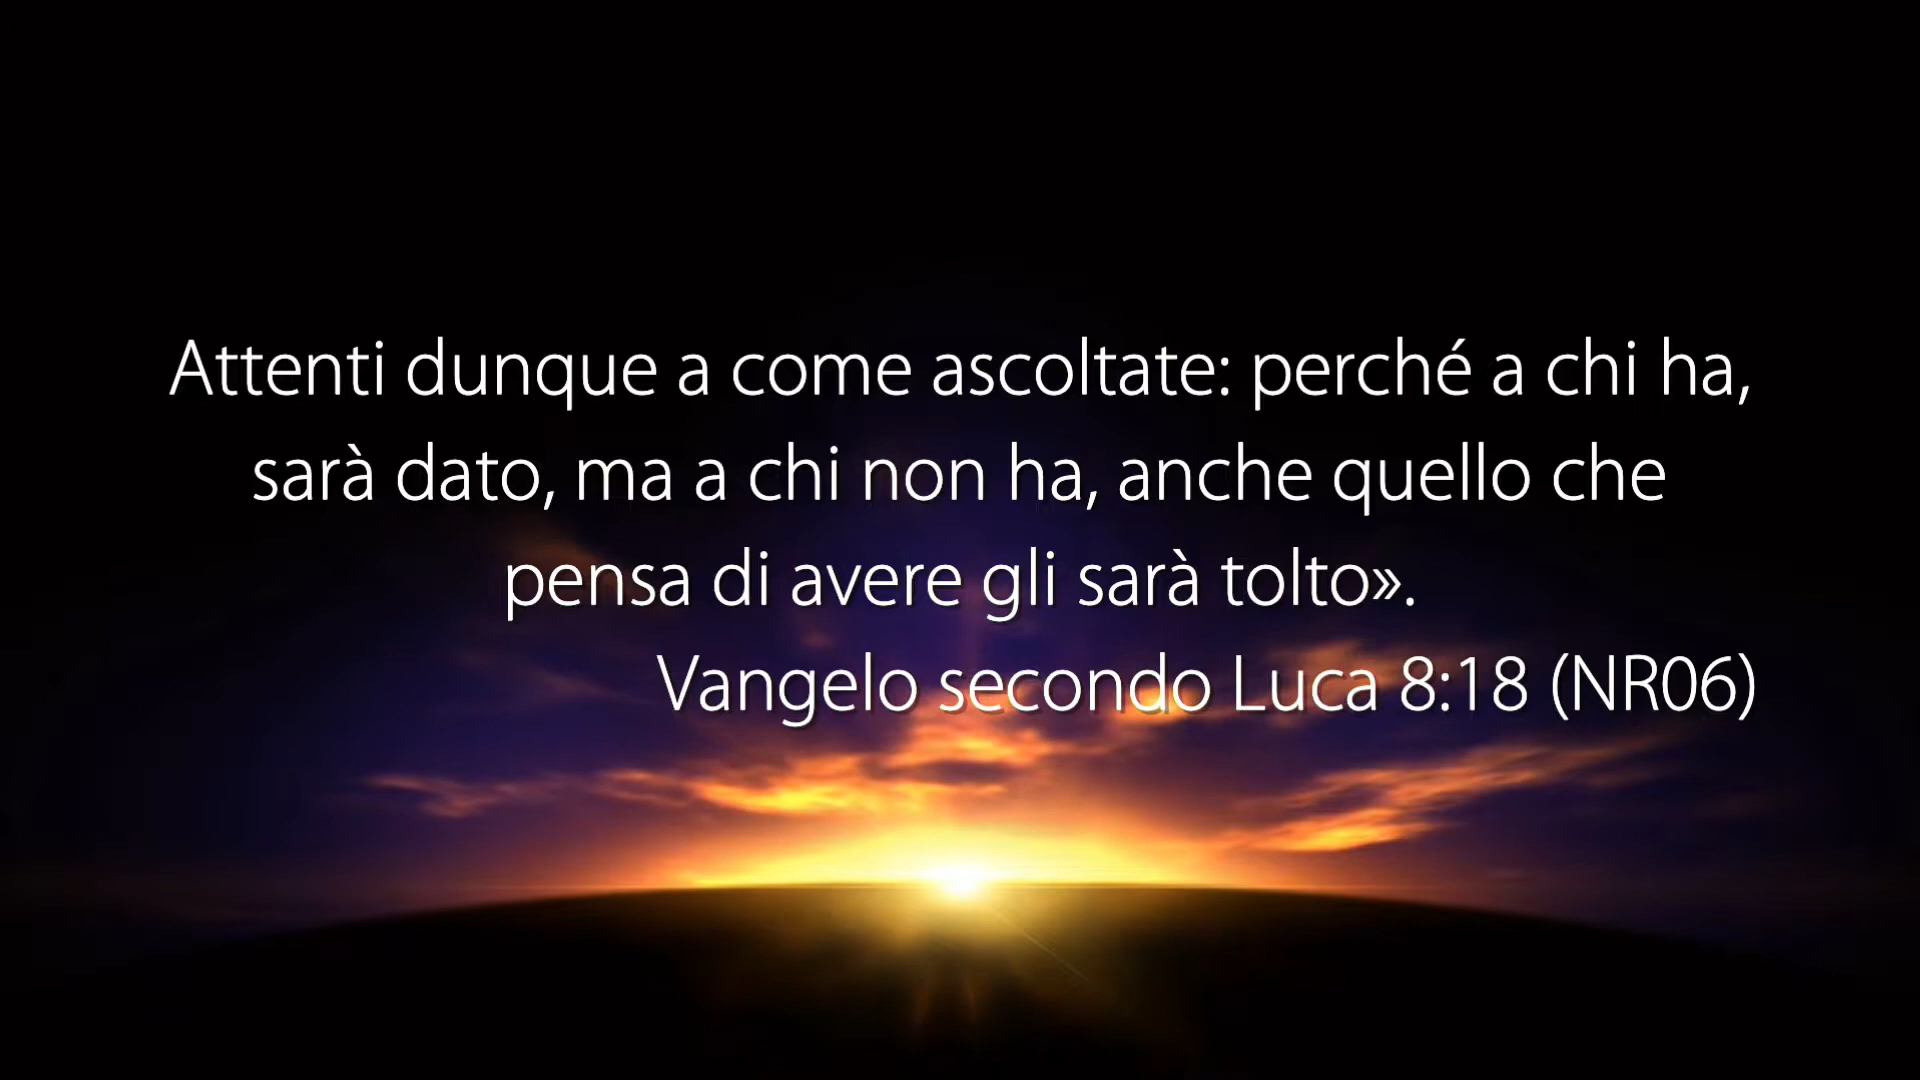 Attenti dunque a come ascoltate: perché a chi ha,
sarà dato, ma a chi non ha, anche quello che
pensa di avere gli sarà tolto».
Vangelo secondo Luca 8:18 (NR06)